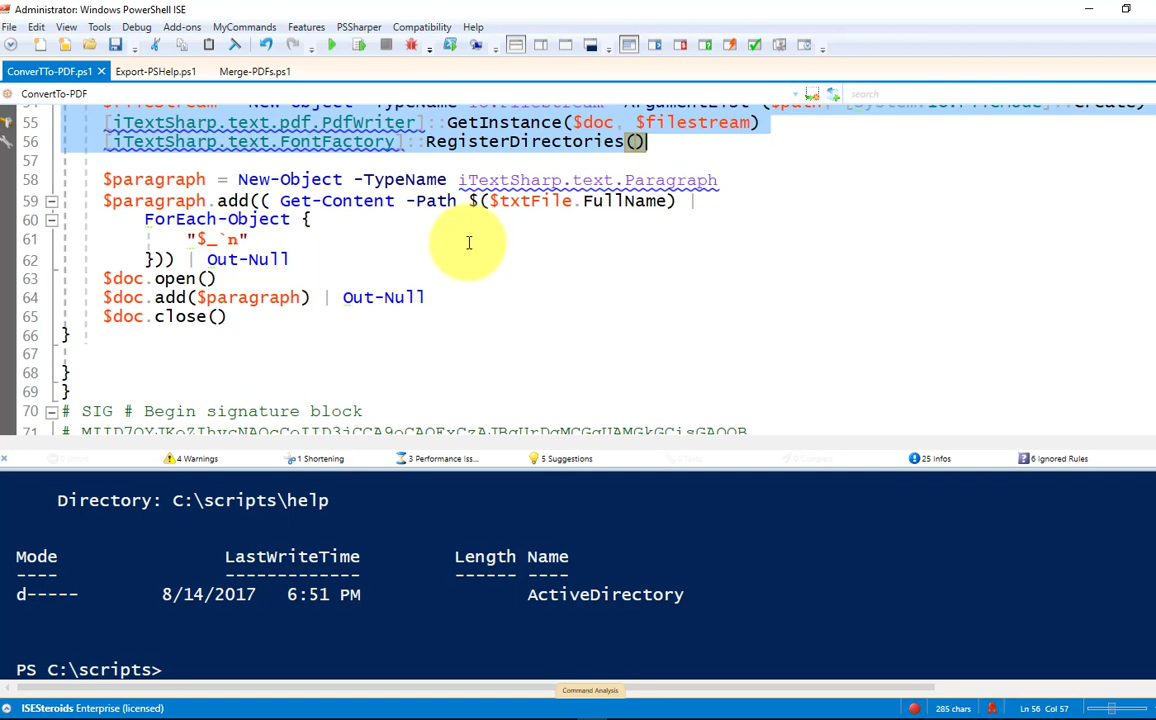 Administrator: Windows PowerShell ISE
File Edit View Tools Debug Add-ons MyCommands Features PSSharper Compatibility Help
ConverTTo-PDF.ps1 Export-PSHelp.ps1 Merge-PDFs.ps1
ConvertTo-PDF search
55 [iTextSharp.text.pdf.PdfWriter]::GetInstance($doc, $filestream)
56 [iTextSharp.text.FontFactory]::RegisterDirectories()
57
58 $paragraph = New-Object -TypeName iTextSharp.text.Paragraph
59 $paragraph.add(( Get-Content -Path $($txtFile.FullName) |
60 ForEach-Object {
61 "$_`n"
62 })) | Out-Null
63 $doc.open()
64 $doc.add($paragraph) | Out-Null
65 $doc.close()
66 }
67
68 }
69 }
70 # SIG # Begin signature block
71
4 Warnings 1 Shortening 3 Performance Iss... 5 Suggestions 25 Infos 6 Ignored Rules
Directory: C:\scripts\help
Mode LastWriteTime Length Name
---- ------------- ------ ----
d----- 8/14/2017 6:51 PM ActiveDirectory
PS C:\scripts>
Command Analysis
ISESteroids Enterprise (licensed) 285 chars Ln 56 Col 57